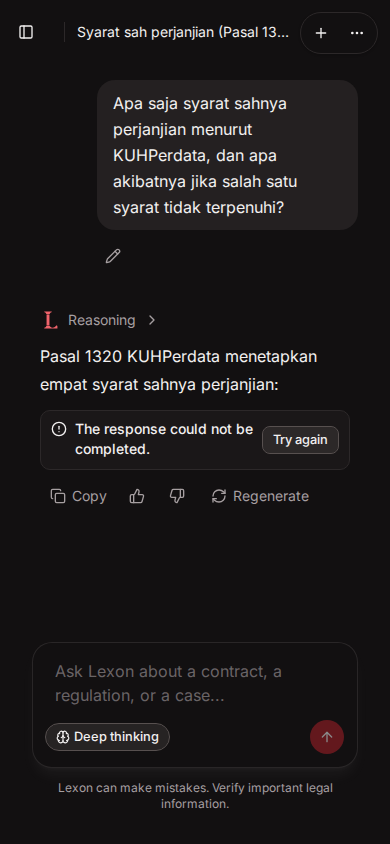 Syarat sah perjanjian (Pasal 13...
Apa saja syarat sahnya
perjanjian menurut
KUHPerdata, dan apa
akibatnya jika salah satu
syarat tidak terpenuhi?
L Reasoning
Pasal 1320 KUHPerdata menetapkan
empat syarat sahnya perjanjian:
The response could not be
completed.
Try again
Copy
Regenerate
Ask Lexon about a contract, a
regulation, or a case...
Deep thinking
Lexon can make mistakes. Verify important legal
information.